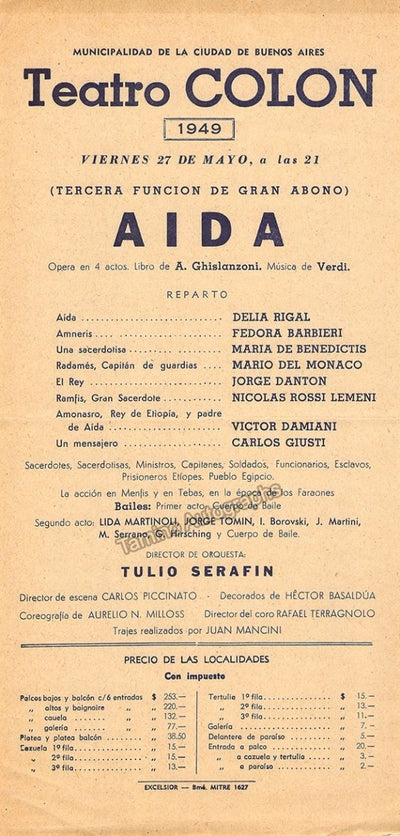 MUNICIPALIDAD DE LA CIUDAD DE BUENOS AIRES
Teatro COLON
1949
VIERNES 27 DE MAYO, a las 21
(TERCERA FUNCION DE GRAN ABONO)
AIDA
Opera en 4 actos. Libro de A. Ghislanzoni. Música de Verdi.
REPARTO
Aida ............................ DELIA RIGAL
Amneris ........................ FEDORA BARBIERI
Una sacerdotisa ................. MARIA DE BENEDICTIS
Radamés, Capitán de guardias .... MARIO DEL MONACO
El Rey ......................... JORGE DANTON
Ramfis, Gran Sacerdote .......... NICOLAS ROSSI LEMENI
Amonasro, Rey de Etiopía, y padre
de Aida ..................... VICTOR DAMIANI
Un mensajero .................... CARLOS GIUSTI
Sacerdotes, Sacerdotisas, Ministros, Capitanes, Soldados, Funcionarios, Esclavos,
Prisioneros Etíopes. Pueblo Egipcio.
La acción en Menfis y en Tebas, en la época de los Faraones
Bailes: Primer acto: Cuerpo de Baile
Segundo acto: LIDA MARTINOLI, JORGE TOMIN, I. Borovski, J. Martini,
M. Serrano, G. Hirsching y Cuerpo de Baile.
Tamino Autographs
DIRECTOR DE ORQUESTA:
TULIO SERAFIN
Director de escena CARLOS PICCINATO - Decorados de HÉCTOR BASALDÚA
Coreografía de AURELIO N. MILLOSS Director del coro RAFAEL TERRAGNOLO
Trajes realizados por JUAN MANCINI
PRECIO DE LAS LOCALIDADES
Con impuesto
Palcos bajos y balcón c/6 entradas $ 253.—
„ altos y baignoire „ „ 220.—
„ cazuela ....... „ „ 132.—
„ galería ....... „ „ 77.—
Platea y platea balcón ......... „ 38.50
Cazuela 1ª fila ................ „ 15.—
„ 2ª fila ................ „ 15.—
„ 3ª fila ................ „ 13.—
Tertulia 1ª fila ................ $ 15.—
„ 2ª fila ................ „ 13.—
„ 3ª fila ................ „ 11.—
Galería ........................ „ 7.—
Delantera de paraíso ........... „ 5.—
Entrada a palco ................ „ 20.—
„ a cazuela y tertulia .... „ 3.—
„ a paraíso .............. „ 2.—
EXCELSIOR — Bmé. MITRE 1627